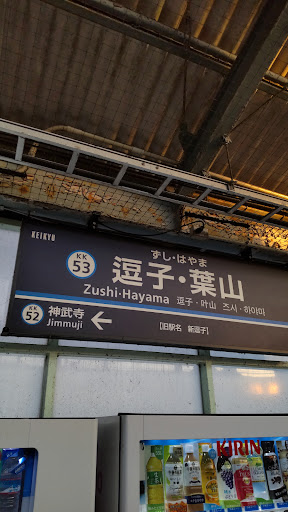 KEIKYU
KK
53
ずし・はやま
逗子・葉山
Zushi·Hayama
逗子・叶山 즈시・하야마
KK
52
神武寺
Jimmuji
[旧駅名 新逗子]
KIRIN